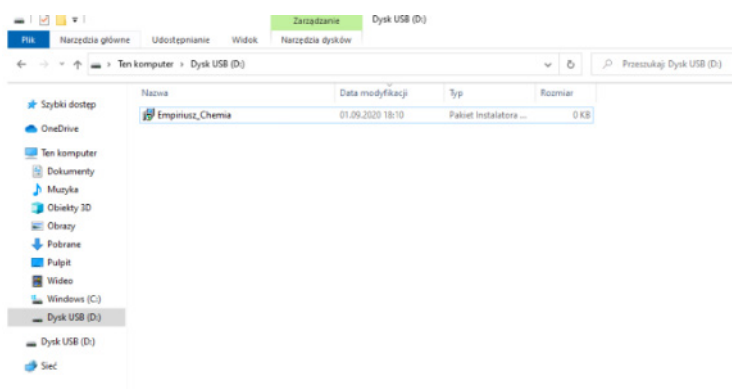 Zarządzanie Dysk USB (D:)
Plik Narzędzia główne Udostępnianie Widok Narzędzia dysków
Ten komputer › Dysk USB (D:) Przeszukaj: Dysk USB (D:)
Nazwa Data modyfikacji Typ Rozmiar
Empiriusz_Chemia 01.09.2020 18:10 Pakiet Instalatora ... 0 KB
Szybki dostęp
OneDrive
Ten komputer
Dokumenty
Muzyka
Obiekty 3D
Obrazy
Pobrane
Pulpit
Wideo
Windows (C:)
Dysk USB (D:)
Dysk USB (D:)
Sieć